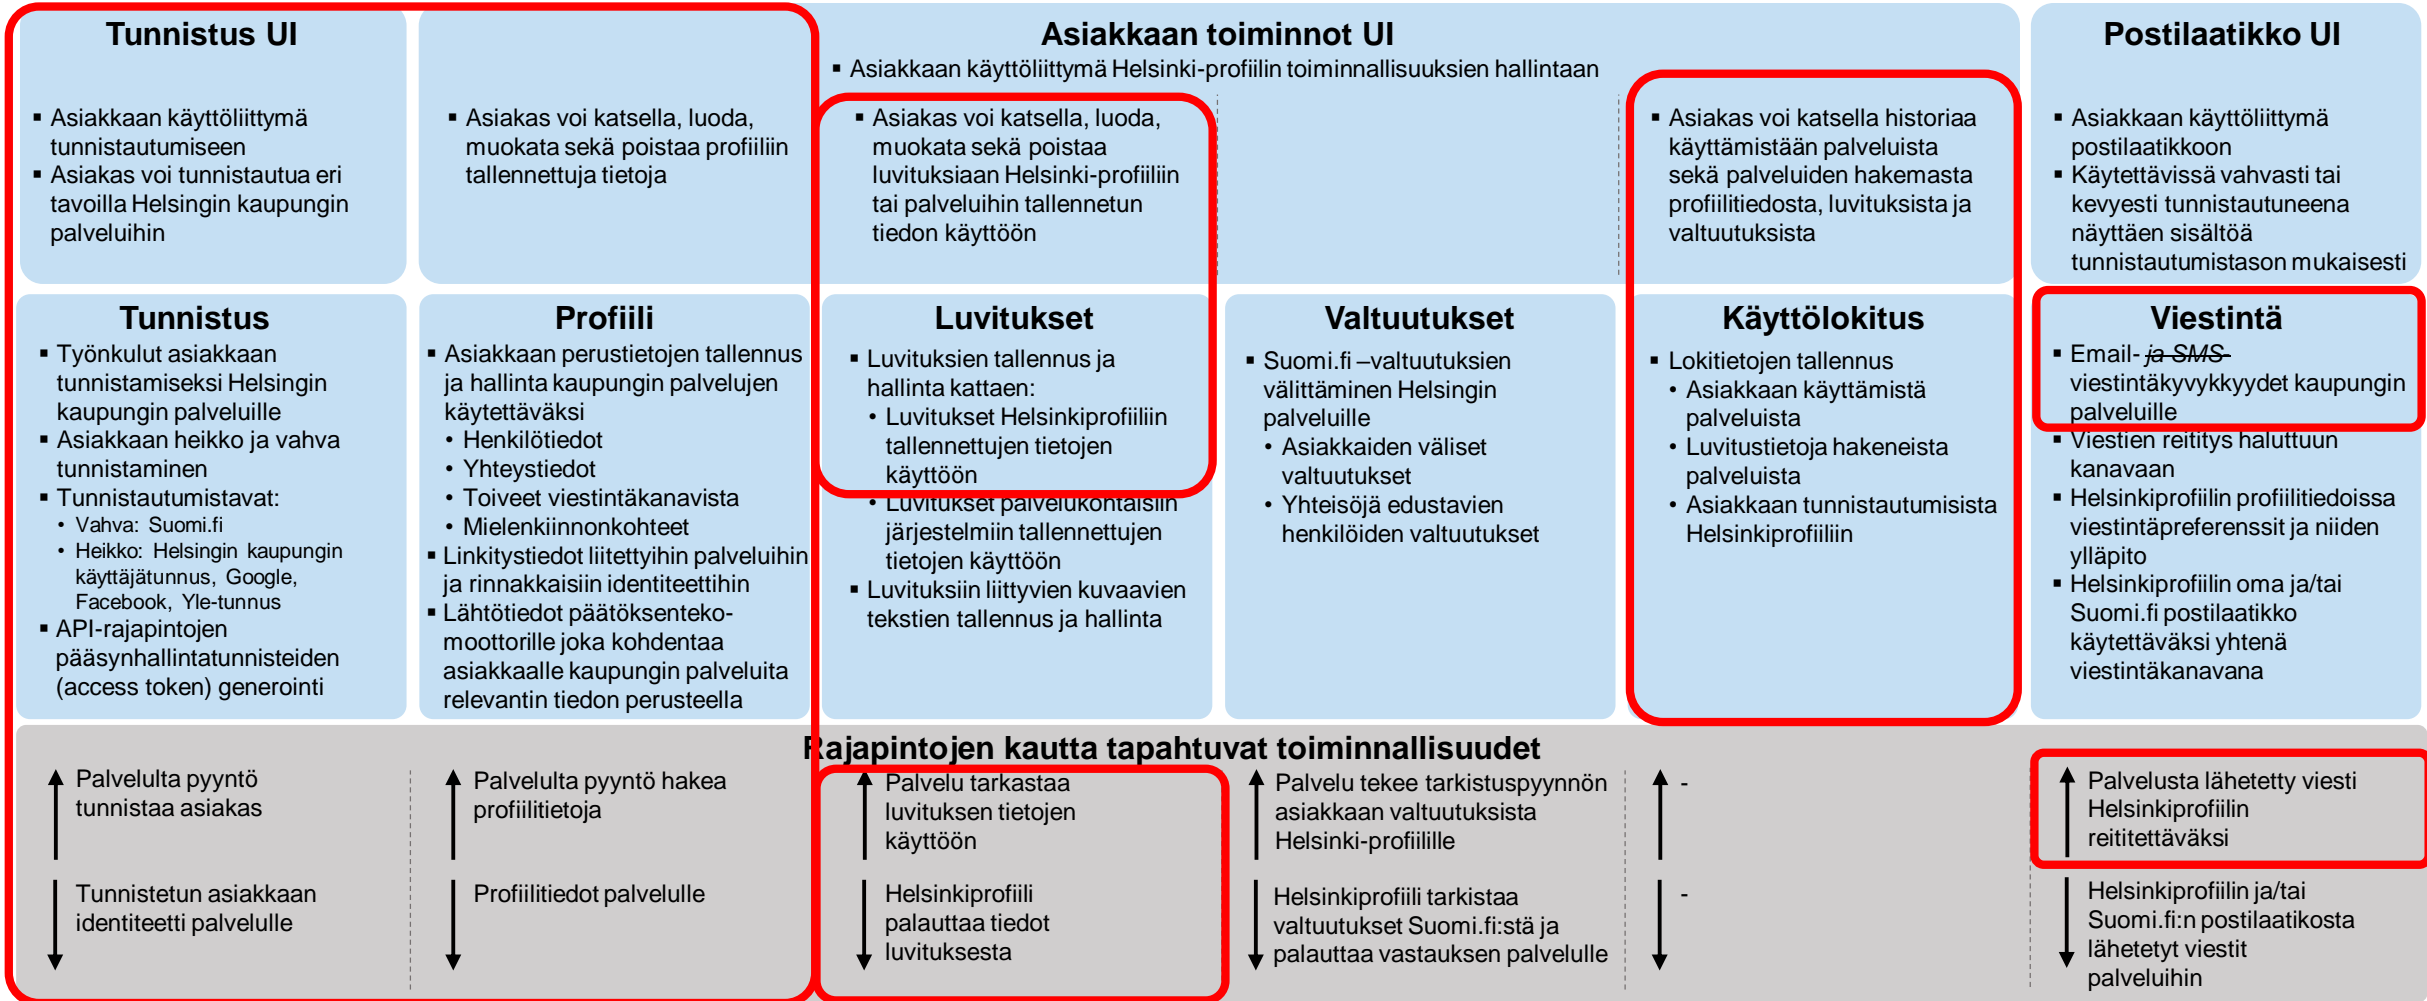 Tunnistus UI
▪ Asiakkaan käyttöliittymä
tunnistautumiseen
▪ Asiakas voi tunnistautua eri
tavoilla Helsingin kaupungin
palveluihin
Asiakkaan toiminnot UI
▪ Asiakkaan käyttöliittymä Helsinki-profiilin toiminnallisuuksien hallintaan
▪ Asiakas voi katsella, luoda,
muokata sekä poistaa profiiliin
tallennettuja tietoja
▪ Asiakas voi katsella, luoda,
muokata sekä poistaa
luvituksiaan Helsinki-profiiliin
tai palveluihin tallennetun
tiedon käyttöön
▪ Asiakas voi katsella historiaa
käyttämistään palveluista
sekä palveluiden hakemasta
profiilitiedosta, luvituksista ja
valtuutuksista
Postilaatikko UI
▪ Asiakkaan käyttöliittymä
postilaatikkoon
▪ Käytettävissä vahvasti tai
kevyesti tunnistautuneena
näyttäen sisältöä
tunnistautumistason mukaisesti
Tunnistus
▪ Työnkulut asiakkaan
tunnistamiseksi Helsingin
kaupungin palveluille
▪ Asiakkaan heikko ja vahva
tunnistaminen
▪ Tunnistautumistavat:
• Vahva: Suomi.fi
• Heikko: Helsingin kaupungin
käyttäjätunnus, Google,
Facebook, Yle-tunnus
▪ API-rajapintojen
pääsynhallintatunnisteiden
(access token) generointi
Profiili
▪ Asiakkaan perustietojen tallennus
ja hallinta kaupungin palvelujen
käytettäväksi
• Henkilötiedot
• Yhteystiedot
• Toiveet viestintäkanavista
• Mielenkiinnonkohteet
▪ Linkitystiedot liitettyihin palveluihin
ja rinnakkaisiin identiteettihin
▪ Lähtötiedot päätöksenteko-
moottorille joka kohdentaa
asiakkaalle kaupungin palveluita
relevantin tiedon perusteella
Luvitukset
▪ Luvituksien tallennus ja
hallinta kattaen:
• Luvitukset Helsinkiprofiiliin
tallennettujen tietojen
käyttöön
• Luvitukset palvelukohtaisiin
järjestelmiin tallennettujen
tietojen käyttöön
▪ Luvituksiin liittyvien kuvaavien
tekstien tallennus ja hallinta
Valtuutukset
▪ Suomi.fi –valtuutuksien
välittäminen Helsingin
palveluille
• Asiakkaiden väliset
valtuutukset
• Yhteisöjä edustavien
henkilöiden valtuutukset
Käyttölokitus
▪ Lokitietojen tallennus
• Asiakkaan käyttämistä
palveluista
• Luvitustietoja hakeneista
palveluista
• Asiakkaan tunnistautumisista
Helsinkiprofiiliin
Viestintä
▪ Email- ja SMS-
viestintäkyvykkyydet kaupungin
palveluille
▪ Viestien reititys haluttuun
kanavaan
▪ Helsinkiprofiilin profiilitiedoissa
viestintäpreferenssit ja niiden
ylläpito
▪ Helsinkiprofiilin oma ja/tai
Suomi.fi postilaatikko
käytettäväksi yhtenä
viestintäkanavana
Rajapintojen kautta tapahtuvat toiminnallisuudet
Palvelulta pyyntö
tunnistaa asiakas
Tunnistetun asiakkaan
identiteetti palvelulle
Palvelulta pyyntö hakea
profiilitietoja
Profiilitiedot palvelulle
Palvelu tarkastaa
luvituksen tietojen
käyttöön
Helsinkiprofiili
palauttaa tiedot
luvituksesta
Palvelu tekee tarkistuspyynnön
asiakkaan valtuutuksista
Helsinki-profiilille
Helsinkiprofiili tarkistaa
valtuutukset Suomi.fi:stä ja
palauttaa vastauksen palvelulle
-
-
Palvelusta lähetetty viesti
Helsinkiprofiilin
reititettäväksi
Helsinkiprofiilin ja/tai
Suomi.fi:n postilaatikosta
lähetetyt viestit
palveluihin